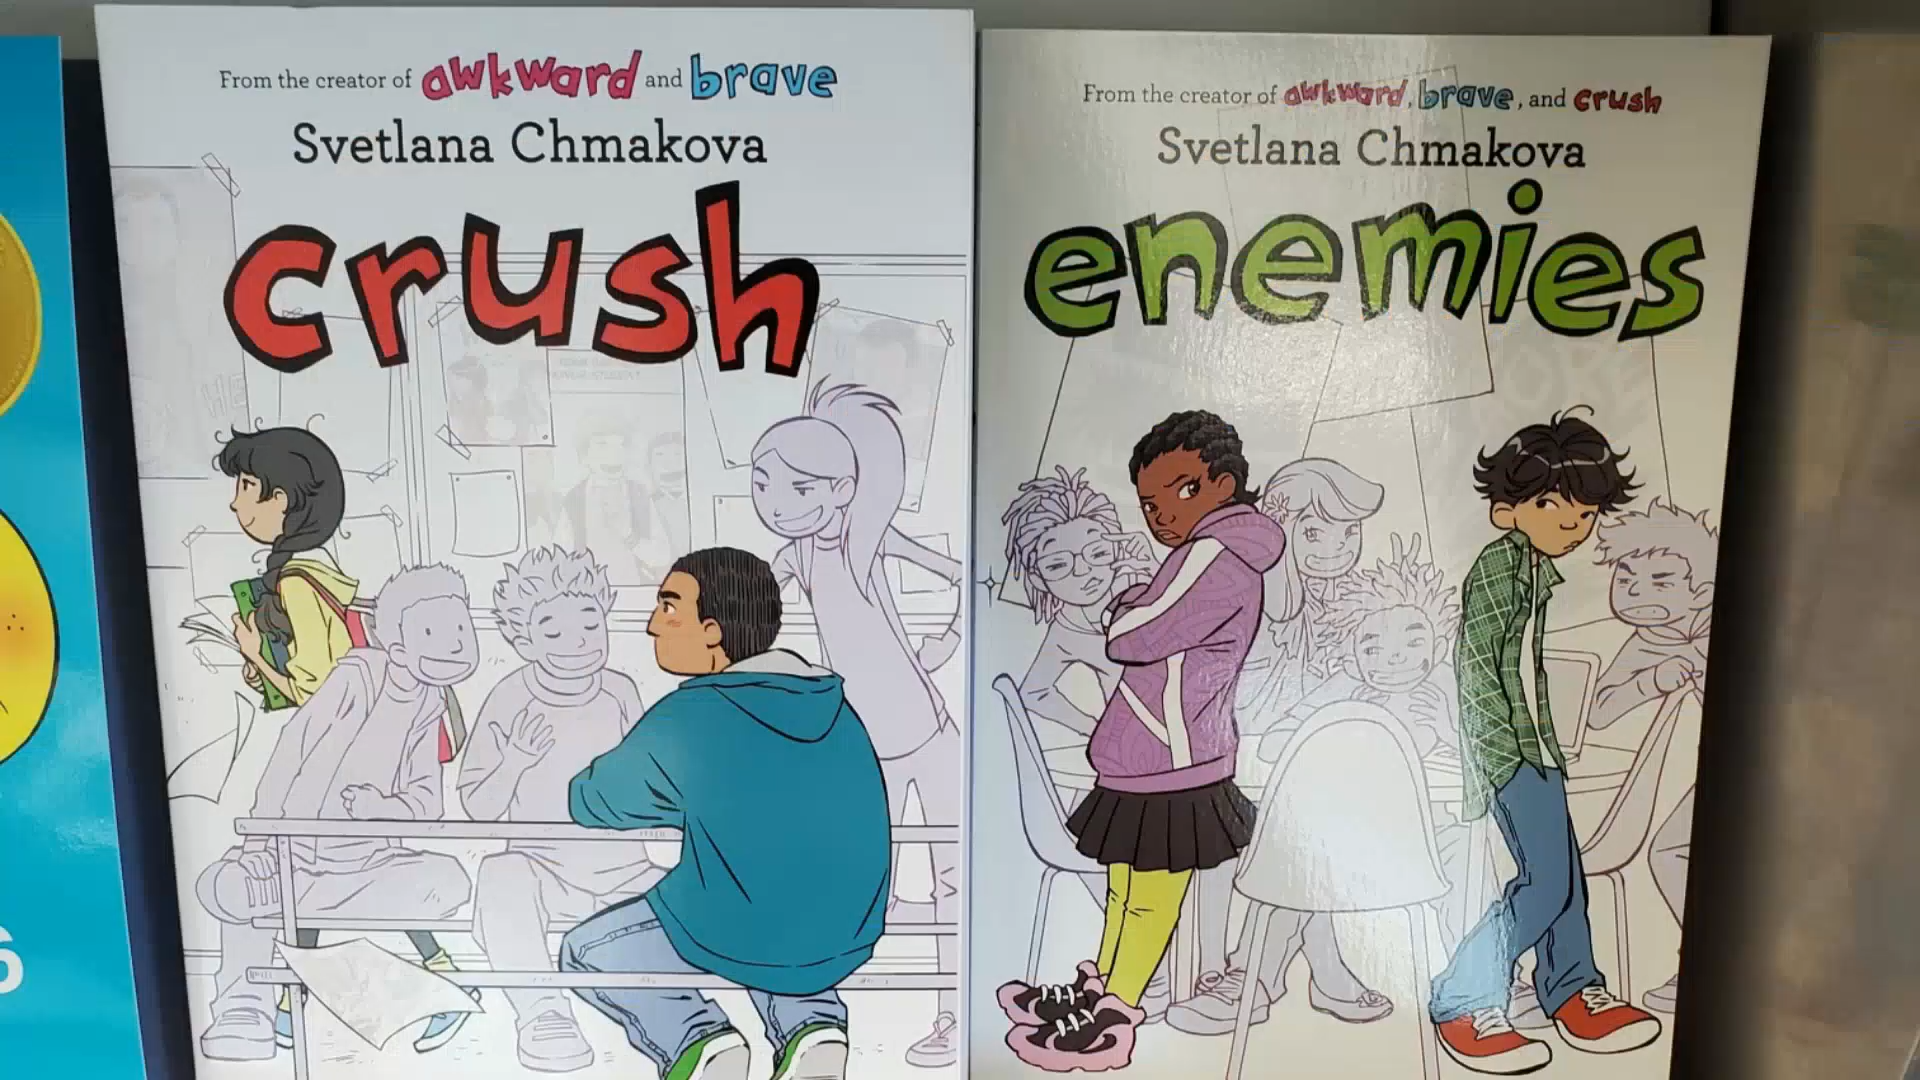 From the creator of awkward and brave
Svetlana Chmakova
crush
From the creator of awkward, brave, and crush
Svetlana Chmakova
enemies
6